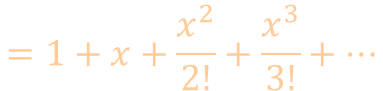 = 1 + x + x²/2! + x³/3! + ⋯